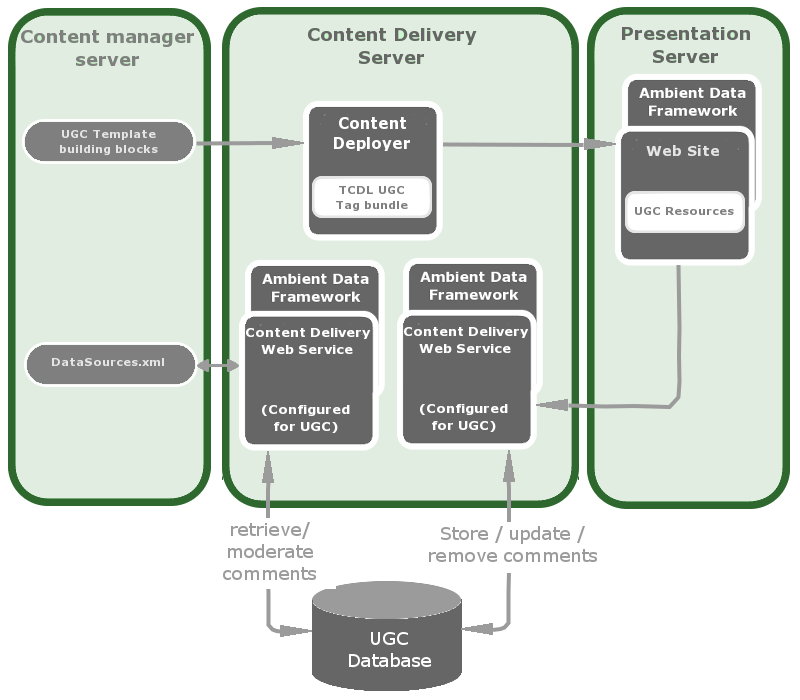 Content manager
server
Content Delivery
Server
Presentation
Server
UGC Template
building blocks
Content
Deployer
TCDL UGC
Tag bundle
Ambient Data
Framework
Web Site
UGC Resources
DataSources.xml
Ambient Data
Framework
Content Delivery
Web Service
(Configured
for UGC)
Ambient Data
Framework
Content Delivery
Web Service
(Configured
for UGC)
retrieve/
moderate
comments
Store / update /
remove comments
UGC
Database